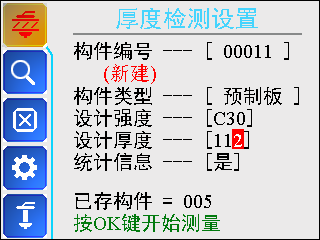 厚度检测设置
构件编号 --- [ 00011 ]
(新建)
构件类型 --- [ 预制板 ]
设计强度 --- [C30]
设计厚度 --- [112]
统计信息 --- [是]
已存构件 = 005
按OK键开始测量